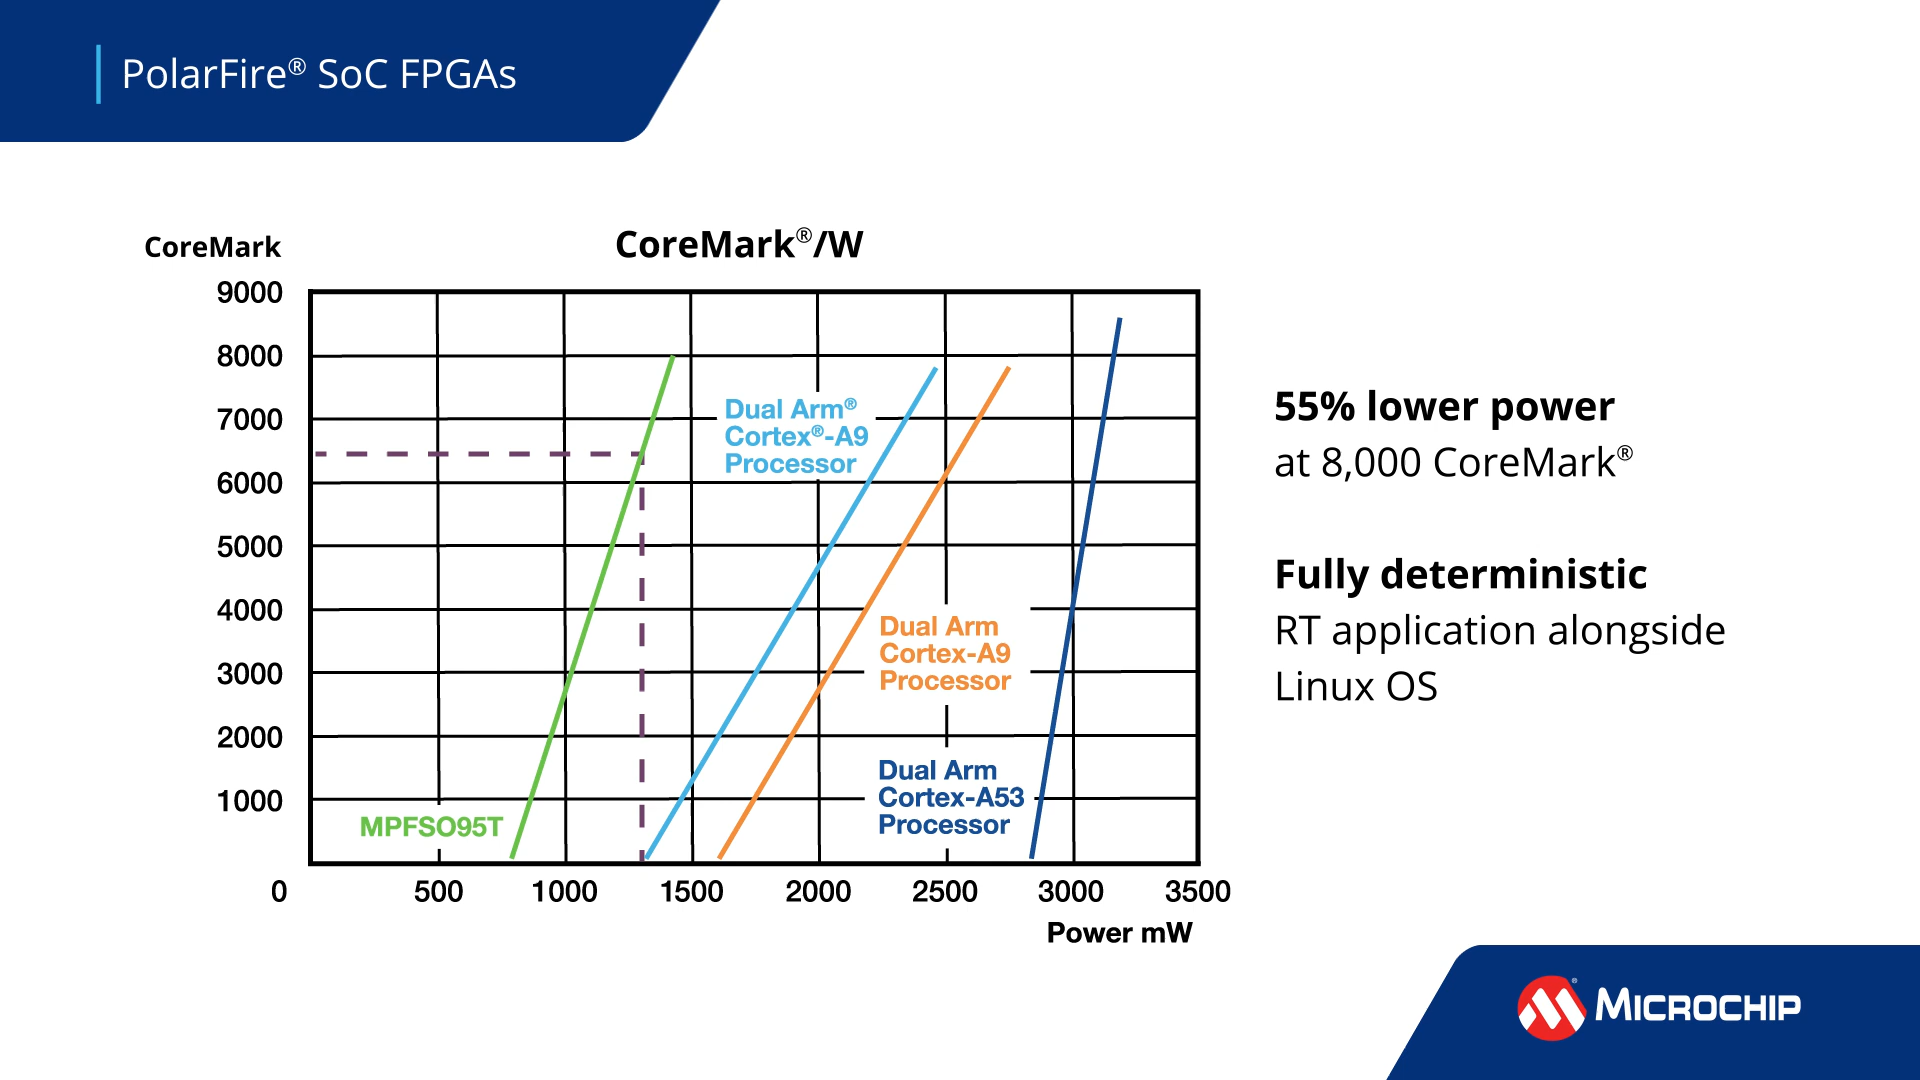 PolarFire® SoC FPGAs
CoreMark
CoreMark®/W
9000
8000
7000
6000
5000
4000
3000
2000
1000
0
500
1000
1500
2000
2500
3000
3500
Power mW
MPFSO95T
Dual Arm®
Cortex®-A9
Processor
Dual Arm
Cortex-A9
Processor
Dual Arm
Cortex-A53
Processor
55% lower power
at 8,000 CoreMark®
Fully deterministic
RT application alongside
Linux OS
MICROCHIP